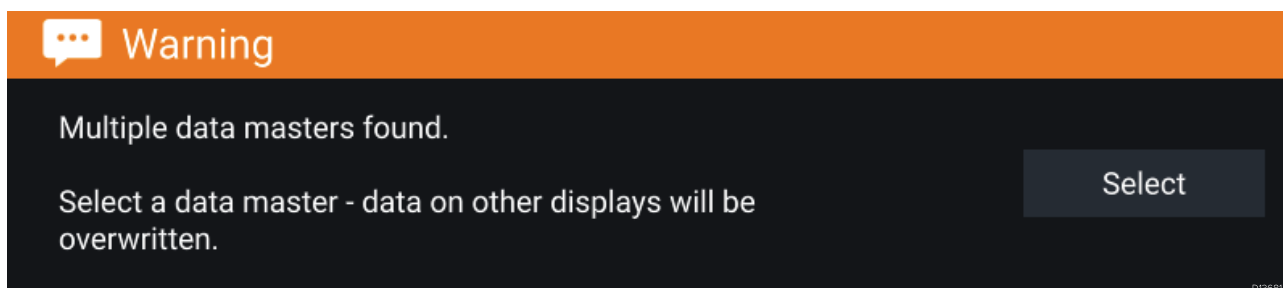 Warning
Multiple data masters found.
Select a data master - data on other displays will be
overwritten.
Select